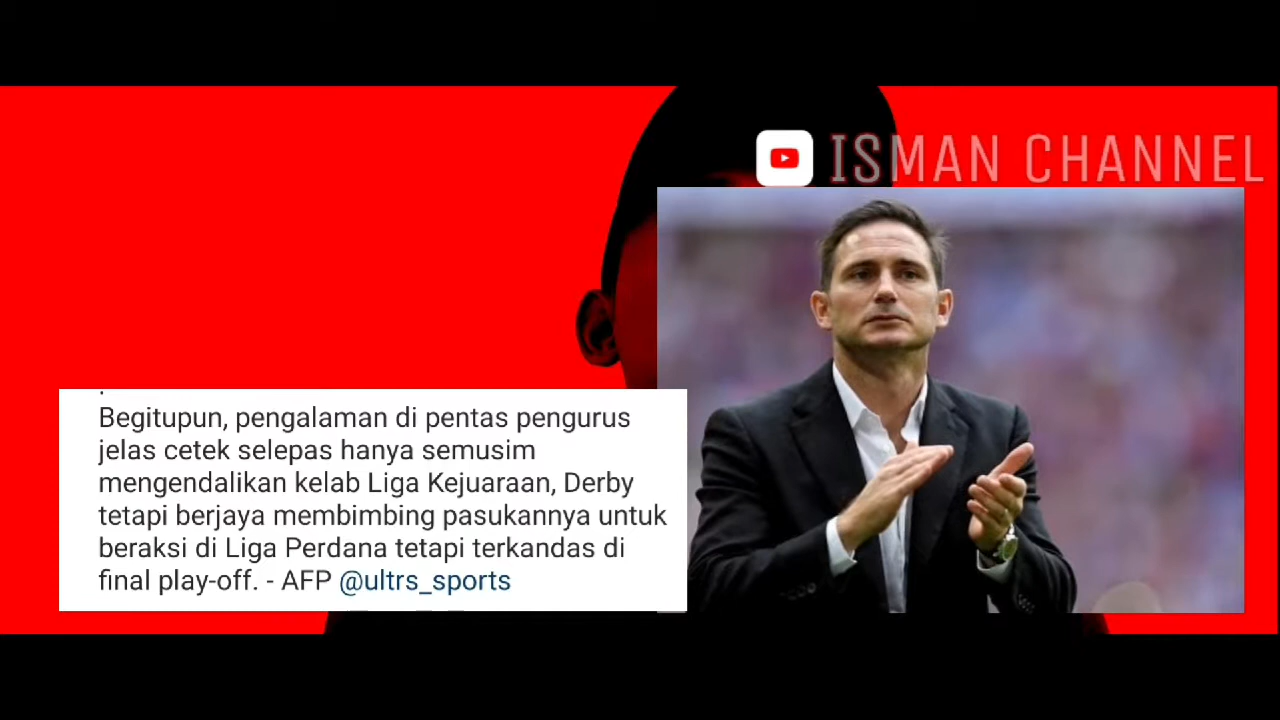 ISMAN CHANNEL
Begitupun, pengalaman di pentas pengurus
jelas cetek selepas hanya semusim
mengendalikan kelab Liga Kejuaraan, Derby
tetapi berjaya membimbing pasukannya untuk
beraksi di Liga Perdana tetapi terkandas di
final play-off. - AFP @ultrs_sports